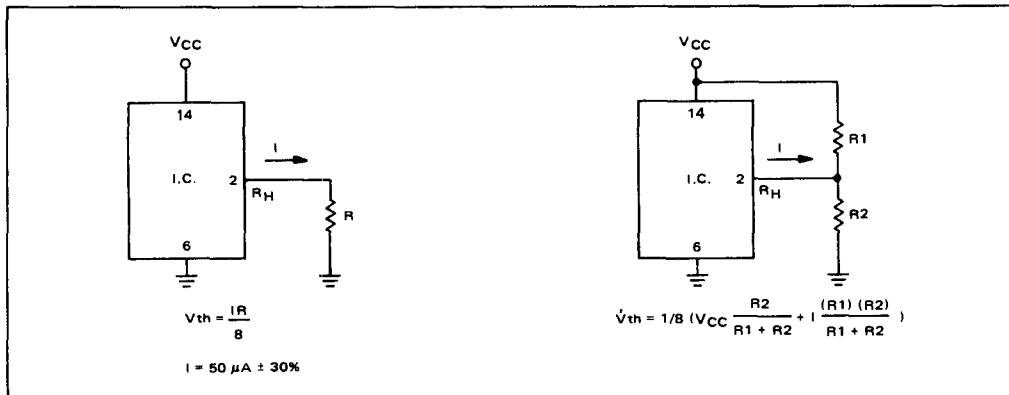 VCC
14
I
I.C.
2
RH
R
6
Vth = IR / 8
I = 50 μA ± 30%
VCC
14
I
R1
I.C.
2
RH
R2
6
Vth = 1/8 (VCC R2 / R1 + R2 + I (R1) (R2) / R1 + R2 )